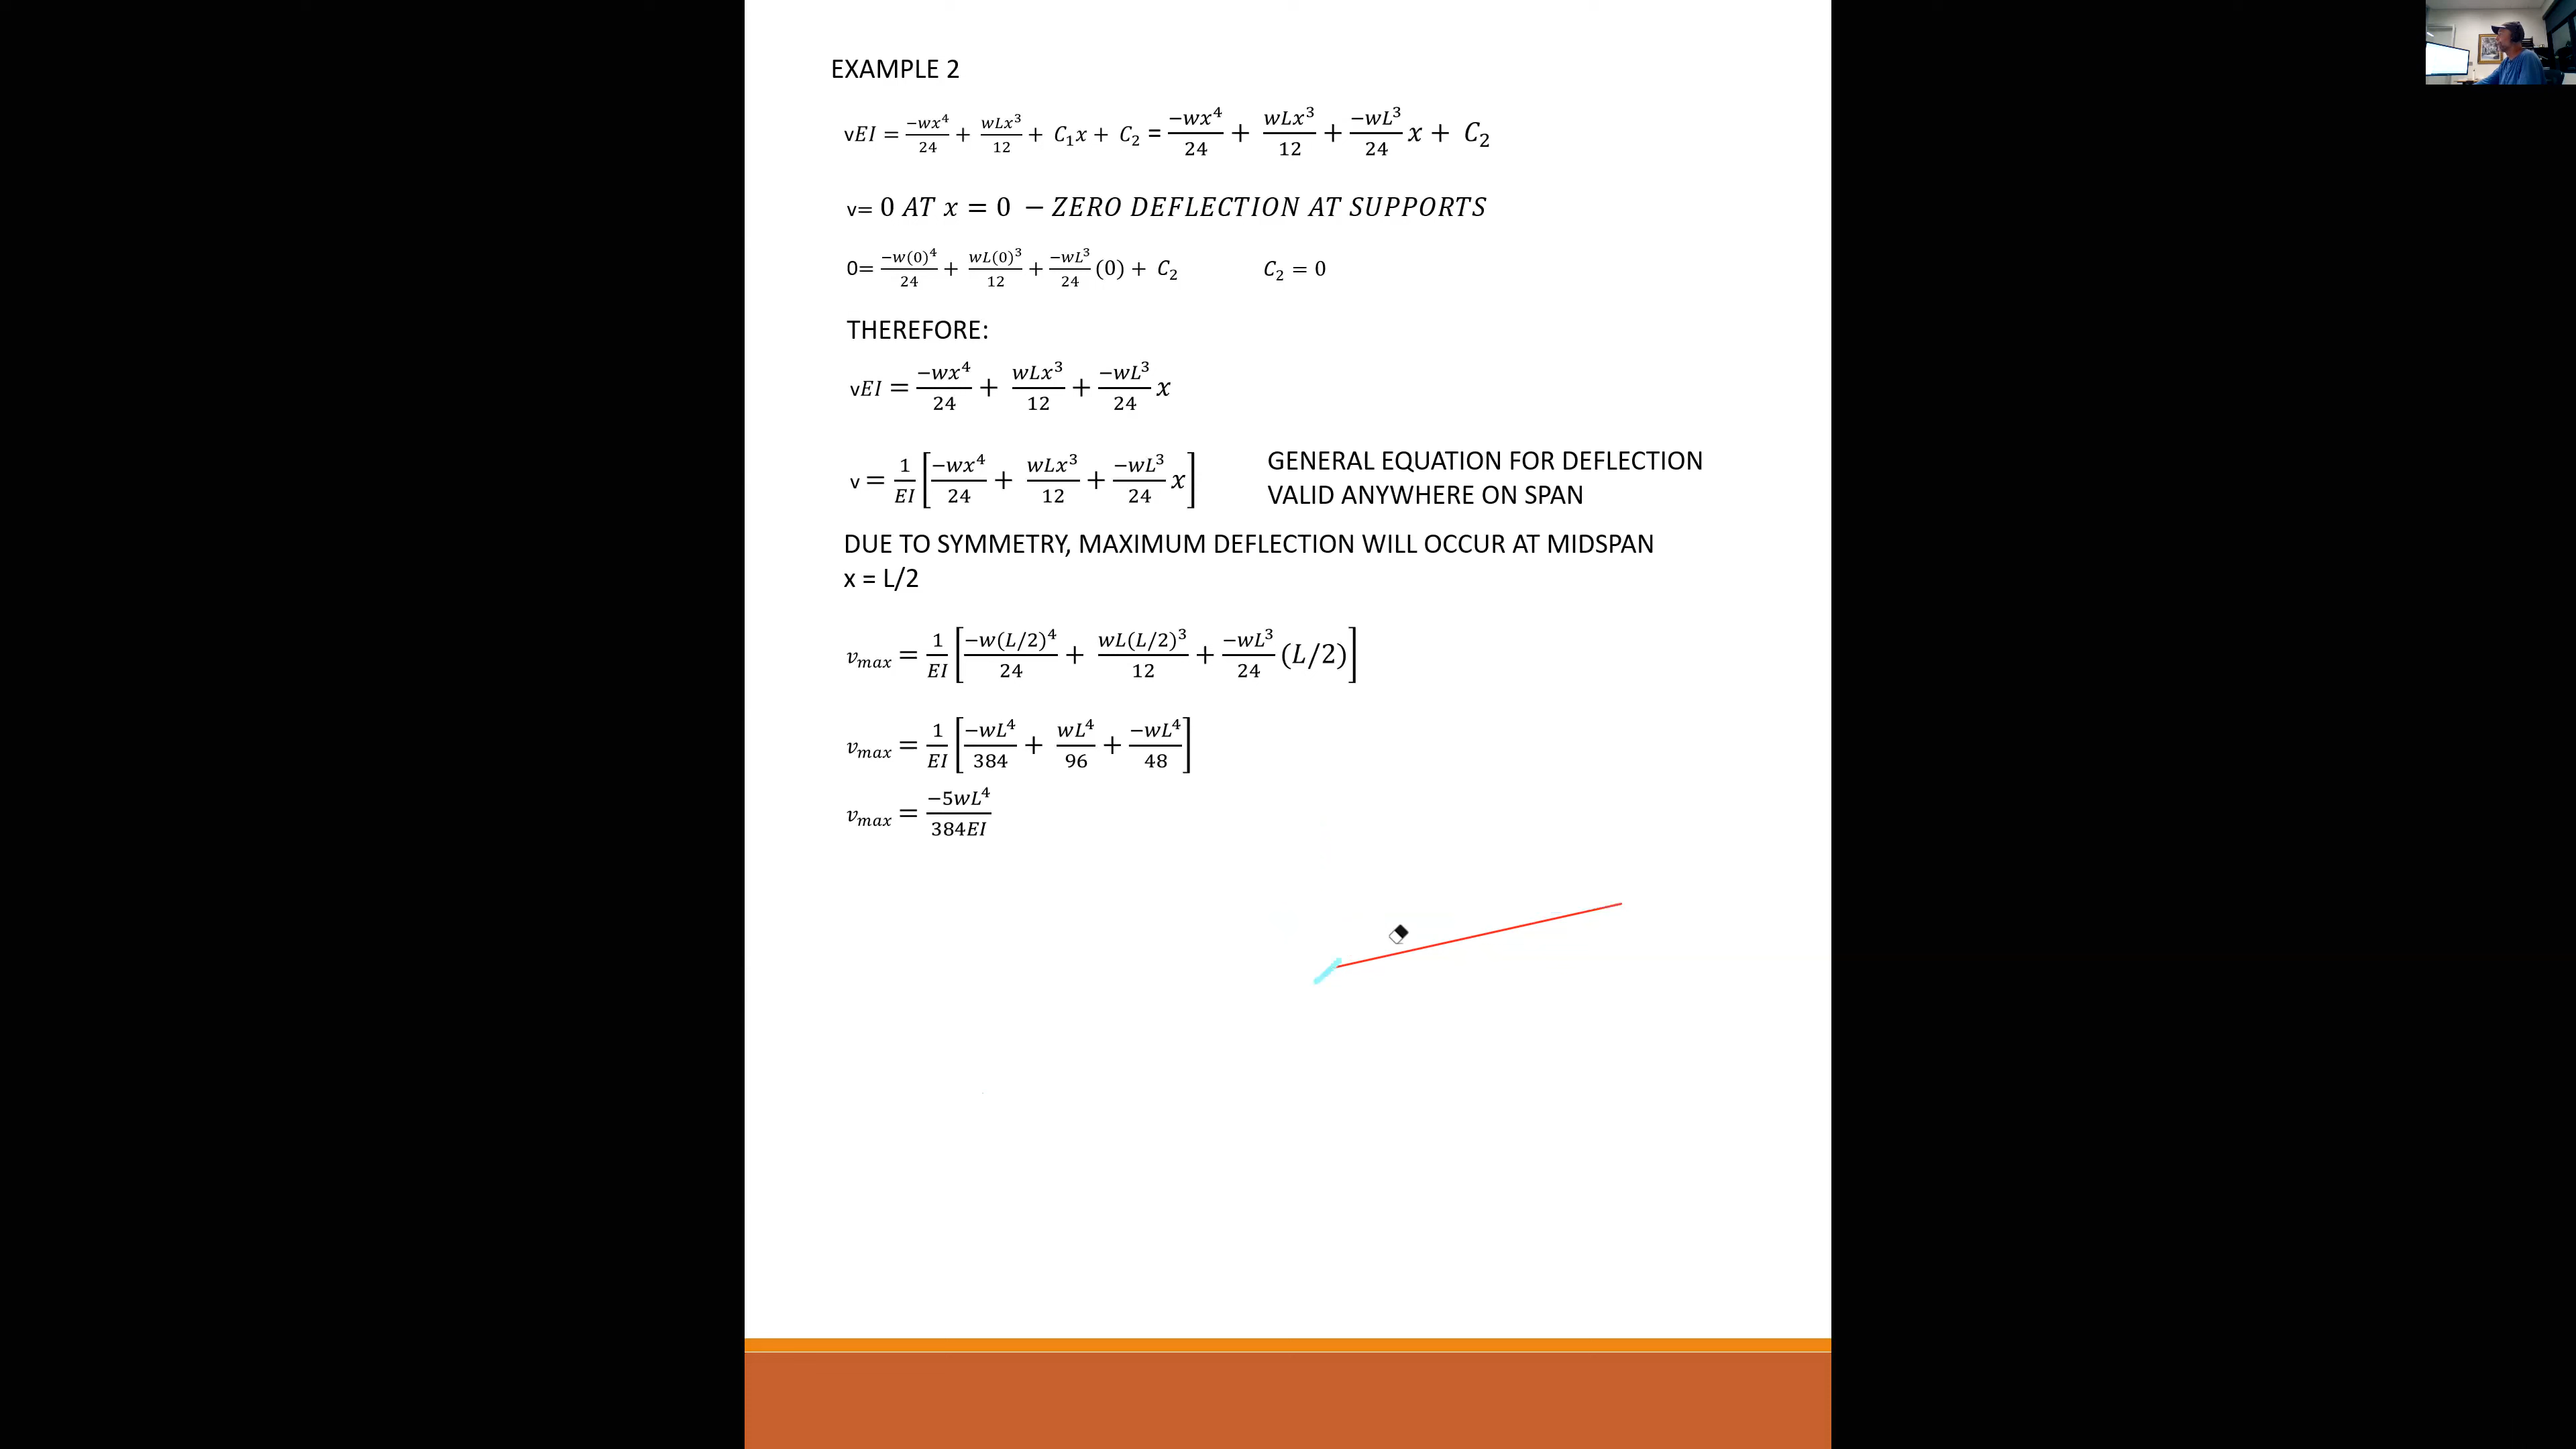 EXAMPLE 2
vEI = −wx⁴/24 + wLx³/12 + C₁x + C₂ = −wx⁴/24 + wLx³/12 + −wL³/24 x + C₂
v= 0 AT x = 0 − ZERO DEFLECTION AT SUPPORTS
0= −w(0)⁴/24 + wL(0)³/12 + −wL³/24 (0) + C₂ C₂ = 0
THEREFORE:
vEI = −wx⁴/24 + wLx³/12 + −wL³/24 x
v = 1/EI [−wx⁴/24 + wLx³/12 + −wL³/24 x]
GENERAL EQUATION FOR DEFLECTION
VALID ANYWHERE ON SPAN
DUE TO SYMMETRY, MAXIMUM DEFLECTION WILL OCCUR AT MIDSPAN
x = L/2
vₘₐₓ = 1/EI [−w(L/2)⁴/24 + wL(L/2)³/12 + −wL³/24 (L/2)]
vₘₐₓ = 1/EI [−wL⁴/384 + wL⁴/96 + −wL⁴/48]
vₘₐₓ = −5wL⁴/384EI